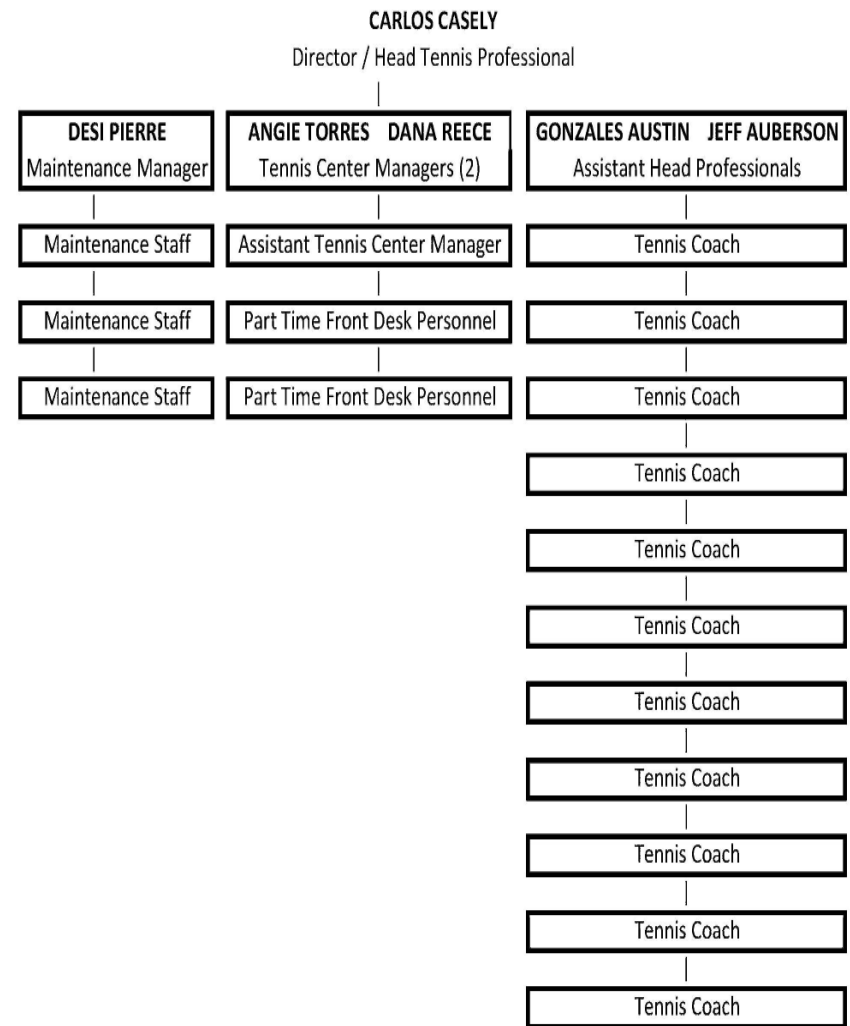 CARLOS CASELY
Director / Head Tennis Professional
DESI PIERRE
Maintenance Manager
Maintenance Staff
Maintenance Staff
Maintenance Staff
ANGIE TORRES DANA REECE
Tennis Center Managers (2)
Assistant Tennis Center Manager
Part Time Front Desk Personnel
Part Time Front Desk Personnel
GONZALES AUSTIN JEFF AUBERSON
Assistant Head Professionals
Tennis Coach
Tennis Coach
Tennis Coach
Tennis Coach
Tennis Coach
Tennis Coach
Tennis Coach
Tennis Coach
Tennis Coach
Tennis Coach
Tennis Coach